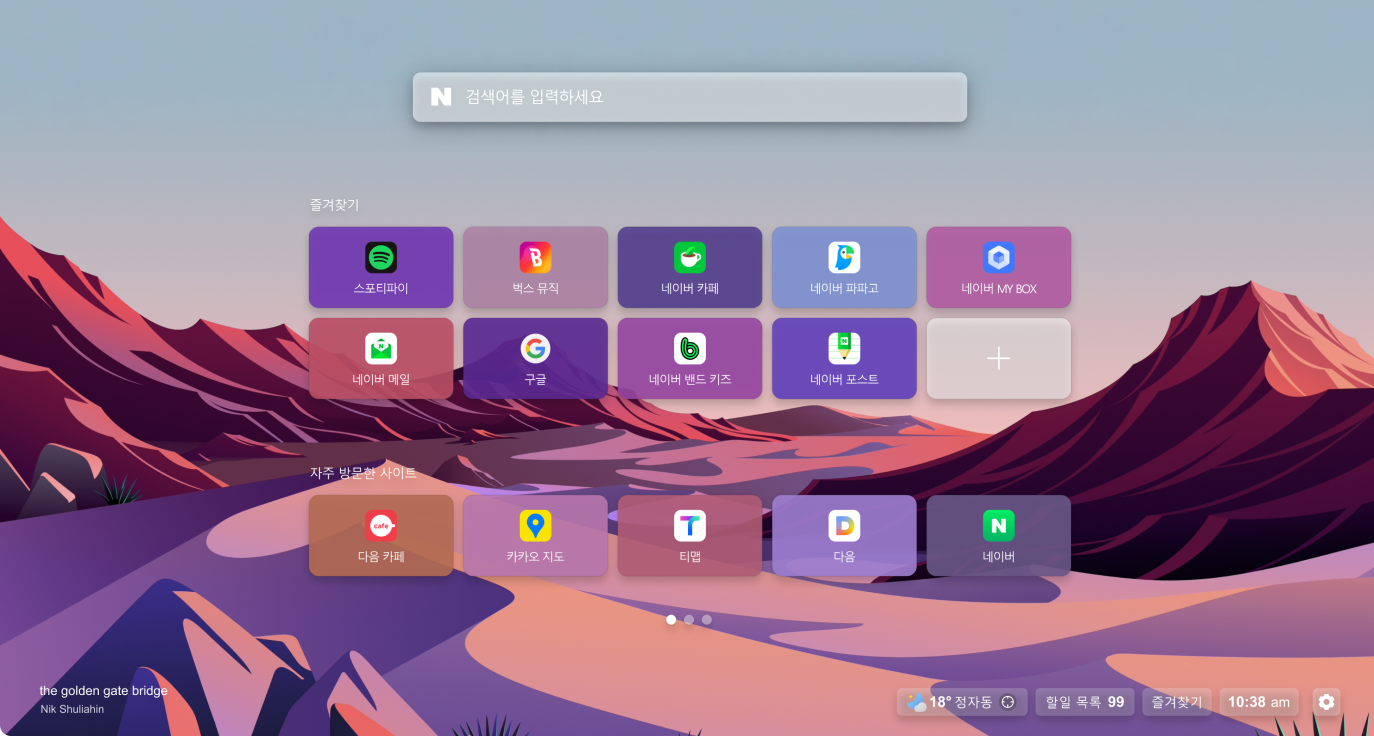 N 검색어를 입력하세요
즐겨찾기
스포티파이
벅스 뮤직
네이버 카페
네이버 파파고
네이버 MY BOX
네이버 메일
구글
네이버 밴드 키즈
네이버 포스트
자주 방문한 사이트
cafe
다음 카페
카카오 지도
티맵
다음
네이버
the golden gate bridge
Nik Shuliahin
18° 정자동
할일 목록 99
즐겨찾기
10:38 am